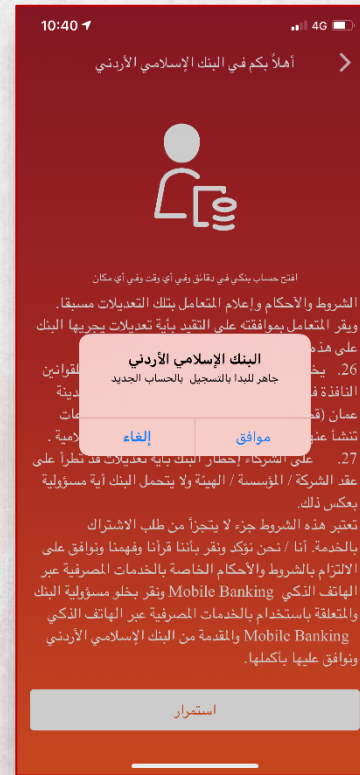 10:40
4G
أهلاً بكم في البنك الإسلامي الأردني
افتح حساب بنكي في دقائق وفي أي وقت وفي أي مكان
الشروط والأحكام وإعلام المتعامل بتلك التعديلات مسبقا.
ويقر المتعامل بموافقته على التقيد بأية تعديلات يجريها البنك
على هذه
البنك الإسلامي الأردني
جاهز للبدا بالتسجيل بالحساب الجديد
موافق
إلغاء
26. للقوانين
النافذة
عمان
تنشأ
27. على الشركاء إخطار البنك بأية تعديلات قد تطرأ على
عقد الشركة / المؤسسة / الهيئة ولا يتحمل البنك أية مسؤولية
بعكس ذلك.
تعتبر هذه الشروط جزء لا يتجزأ من طلب الاشتراك
بالخدمة. أنا / نحن نؤكد ونقر بأننا قرأنا وفهمنا ونوافق على
الالتزام بالشروط والأحكام الخاصة بالخدمات المصرفية عبر
الهاتف الذكي Mobile Banking ونقر بخلو مسؤولية البنك
والمتعلقة باستخدام بالخدمات المصرفية عبر الهاتف الذكي
Mobile Banking والمقدمة من البنك الإسلامي الأردني
ونوافق عليها بأكملها.
استمرار